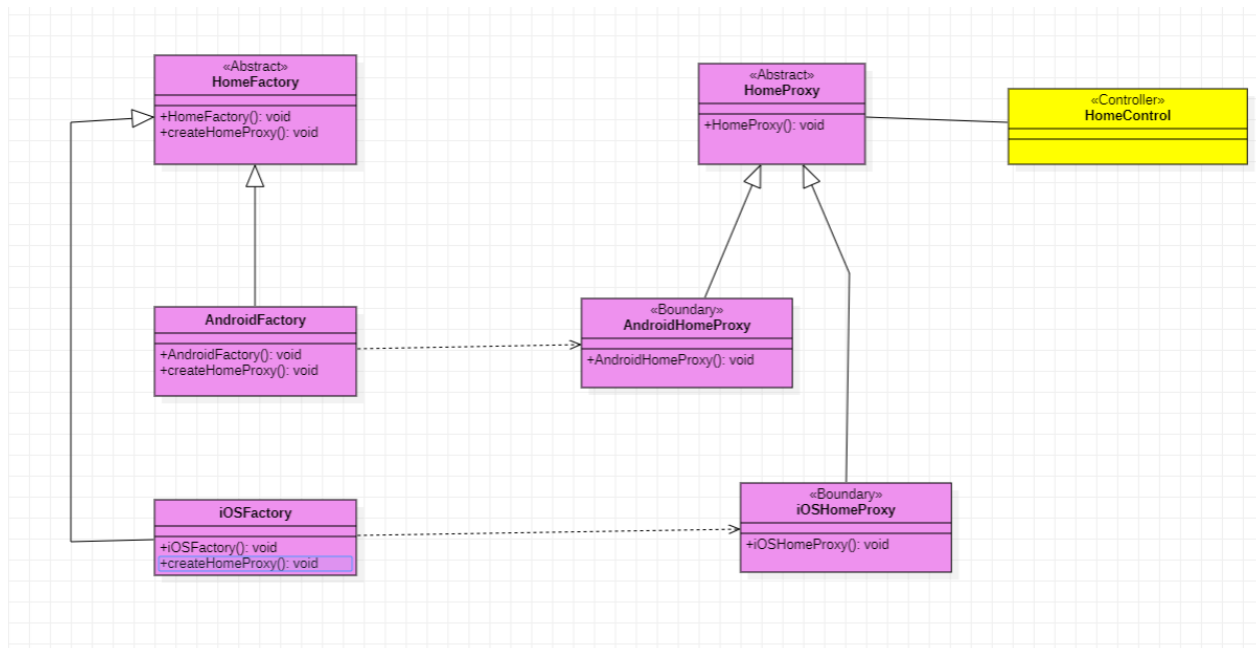 «Abstract»
HomeFactory
+HomeFactory(): void
+createHomeProxy(): void
«Abstract»
HomeProxy
+HomeProxy(): void
«Controller»
HomeControl
AndroidFactory
+AndroidFactory(): void
+createHomeProxy(): void
«Boundary»
AndroidHomeProxy
+AndroidHomeProxy(): void
iOSFactory
+iOSFactory(): void
+createHomeProxy(): void
«Boundary»
iOSHomeProxy
+iOSHomeProxy(): void